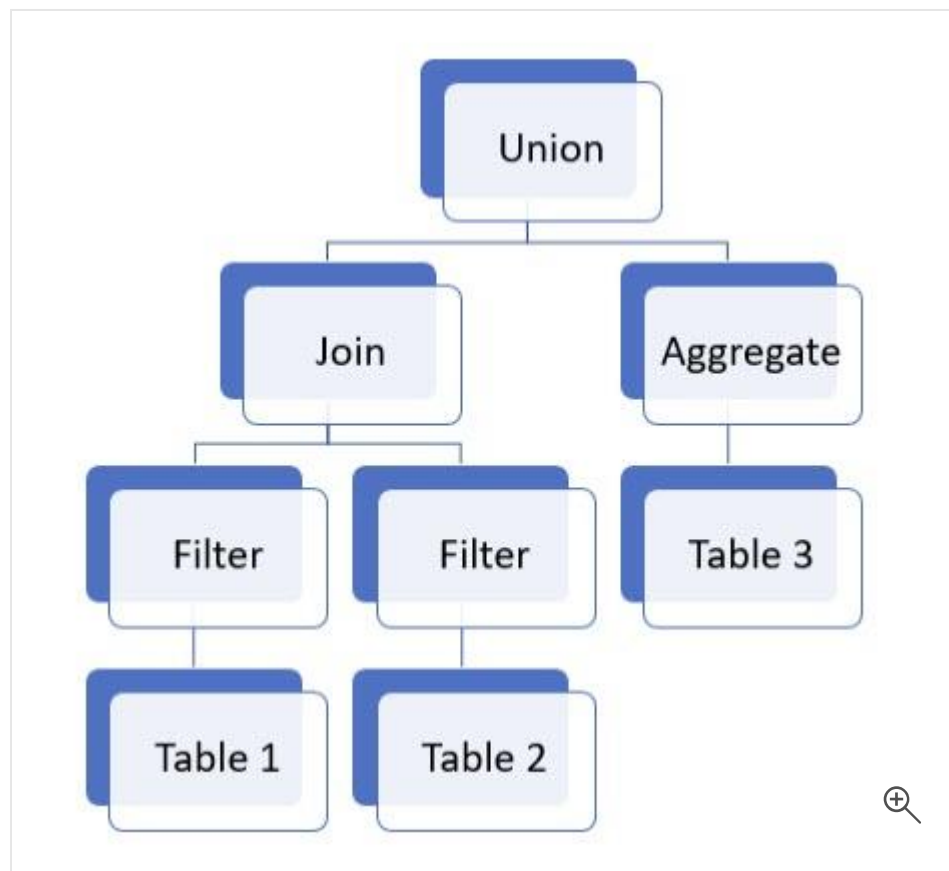 Union
Join
Aggregate
Filter
Filter
Table 3
Table 1
Table 2